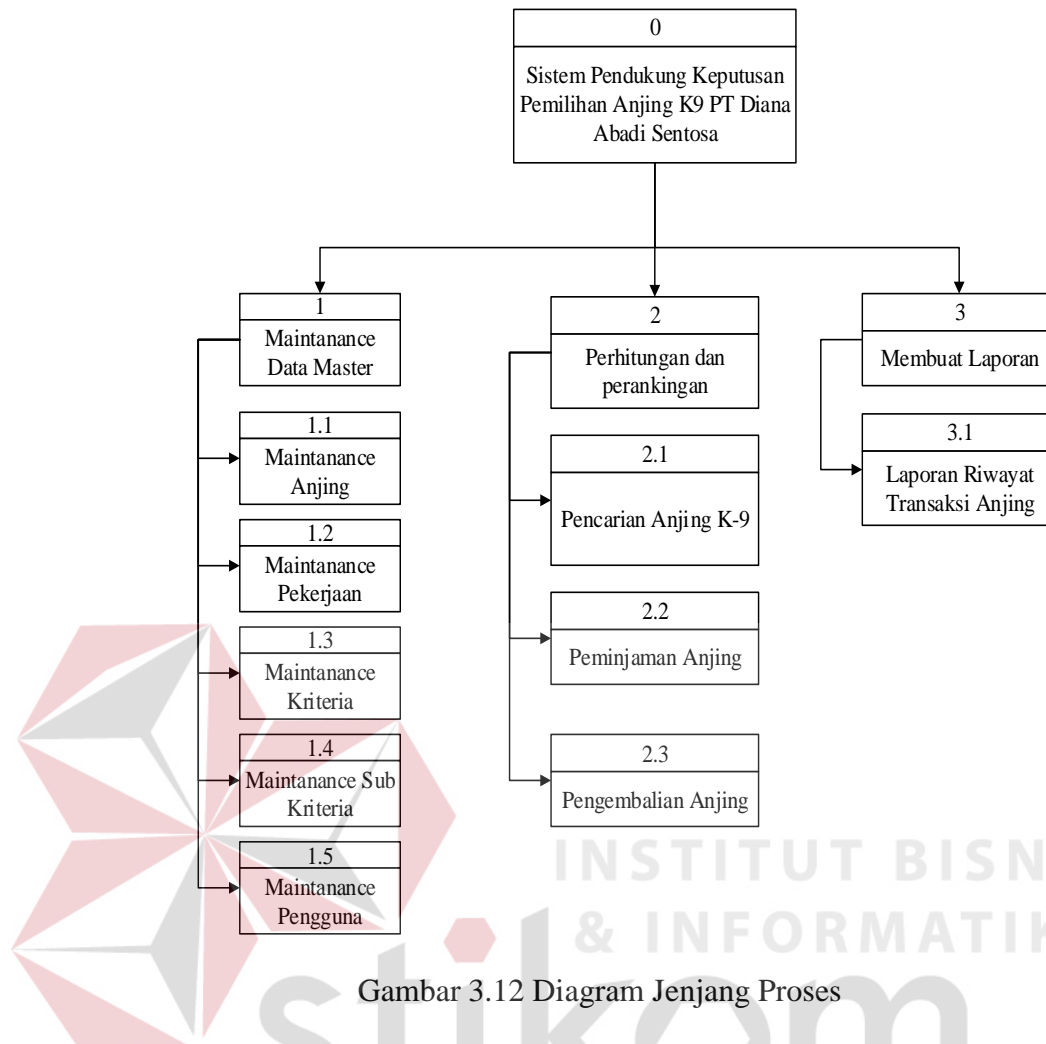 0
Sistem Pendukung Keputusan
Pemilihan Anjing K9 PT Diana
Abadi Sentosa
1
Maintanance
Data Master
1.1
Maintanance
Anjing
1.2
Maintanance
Pekerjaan
1.3
Maintanance
Kriteria
1.4
Maintanance Sub
Kriteria
1.5
Maintanance
Pengguna
2
Perhitungan dan
perankingan
2.1
Pencarian Anjing K-9
2.2
Peminjaman Anjing
2.3
Pengembalian Anjing
3
Membuat Laporan
3.1
Laporan Riwayat
Transaksi Anjing
INSTITUT BISN
& INFORMATIK
stikom
Gambar 3.12 Diagram Jenjang Proses